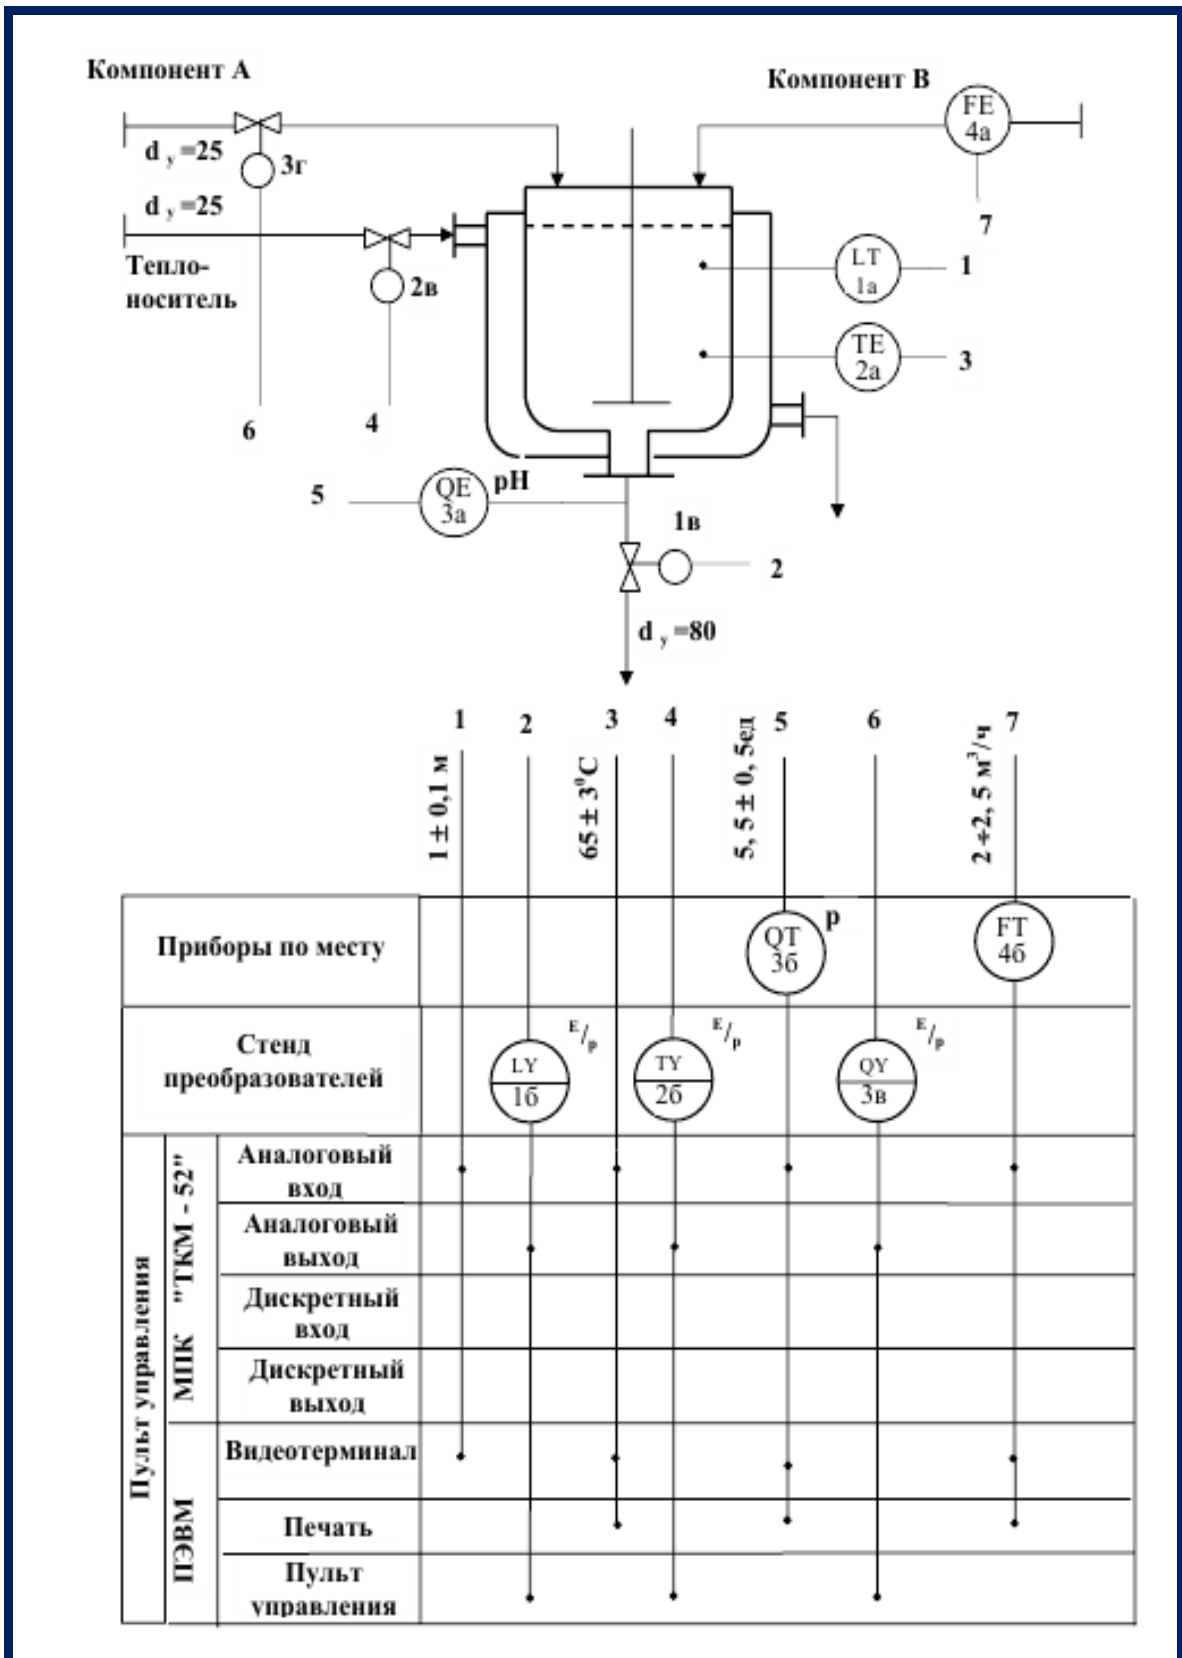 Компонент А
Компонент В
FE
4а
d у =25
3г
d у =25
7
Тепло-
носитель
2в
LT
1а
1
TE
2а
3
6
4
5
QE
3а
pH
1в
2
d у =80
1
2
3
4
5
6
7
1 ± 0,1 м
65 ± 3⁰С
5, 5 ± 0, 5ед
2÷2, 5 м³/ч
Приборы по месту
QT
3б
р
FT
4б
Стенд
преобразователей
LY
1б
E/p
TY
2б
E/p
QY
3в
E/p
Пульт управления
МПК "ТКМ - 52"
Аналоговый
вход
Аналоговый
выход
Дискретный
вход
Дискретный
выход
ПЭВМ
Видеотерминал
Печать
Пульт
управления